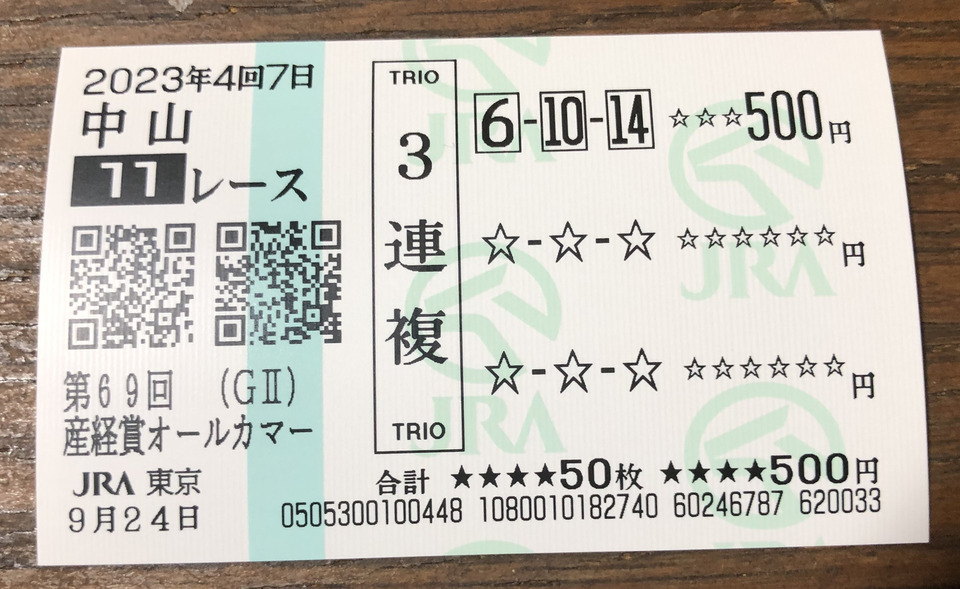 2023年4回7日
中山
11レース
第69回 (GⅡ)
産経賞オールカマー
JRA 東京
9月24日
TRIO
3連複
TRIO
6-10-14 ☆☆☆500円
☆-☆-☆ ☆☆☆☆☆☆円
☆-☆-☆ ☆☆☆☆☆☆円
合計 ★★★★50枚 ★★★★500円
0505300100448 1080010182740 60246787 620033
JRA
JRA
JRA